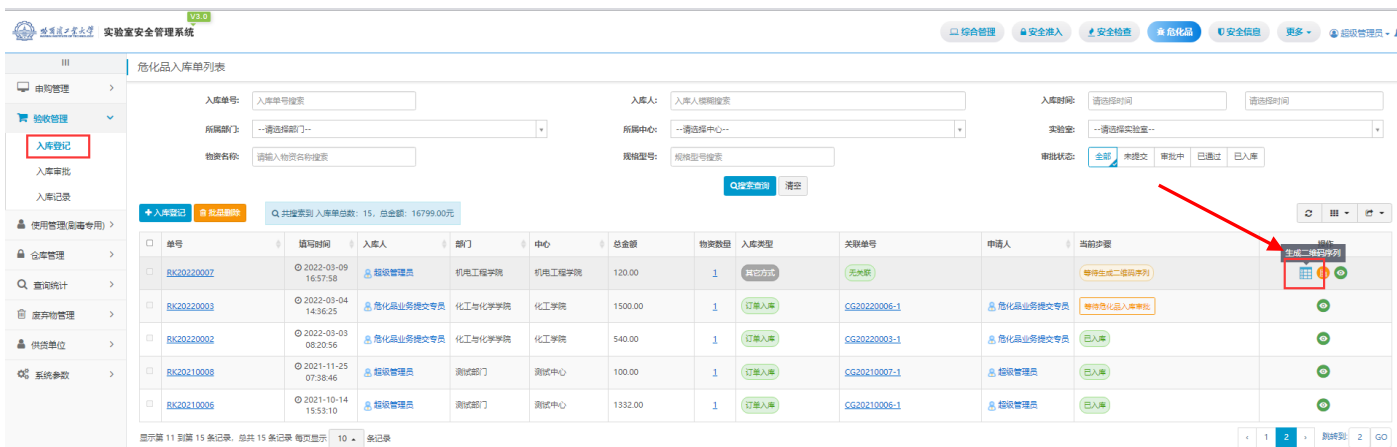 V3.0
哈尔滨工业大学 实验室安全管理系统
综合管理 安全准入 安全检查 危化品 安全信息 更多 超级管理员
危化品入库单列表
申购管理
验收管理
入库登记
入库审批
入库记录
使用管理(剧毒专用)
仓库管理
查询统计
废弃物管理
供货单位
系统参数
入库单号: 入库单号搜索 入库人: 入库人模糊搜索 入库时间: 请选择时间 请选择时间
所属部门: --请选择部门-- 所属中心: --请选择中心-- 实验室: --请选择实验室--
物资名称: 请输入物资名称搜索 规格型号: 规格型号搜索 审批状态: 全部 未提交 审批中 已通过 已入库
搜索查询 清空
入库登记 批量删除 共搜索到 入库单总数: 15, 总金额: 16799.00元
单号 填写时间 入库人 部门 中心 总金额 物资数量 入库类型 关联单号 申请人 当前步骤 操作
生成二维码序列
RK20220007 2022-03-09 16:57:58 超级管理员 机电工程学院 机电工程学院 120.00 1 其它方式 无关联 等待生成二维码序列
RK20220003 2022-03-04 14:36:25 危化品业务提交专员 化工与化学学院 化工学院 1500.00 1 订单入库 CG20220006-1 危化品业务提交专员 等待危化品入库审批
RK20220002 2022-03-03 08:20:56 危化品业务提交专员 化工与化学学院 化工学院 540.00 1 订单入库 CG20220003-1 危化品业务提交专员 已入库
RK20210008 2021-11-25 07:38:46 超级管理员 测试部门 测试中心 100.00 1 订单入库 CG20210007-1 超级管理员 已入库
RK20210006 2021-10-14 15:53:10 超级管理员 测试部门 测试中心 1332.00 1 订单入库 CG20210006-1 超级管理员 已入库
显示第 11 到第 15 条记录, 总共 15 条记录 每页显示 10 条记录 1 2 跳转到: 2 GO